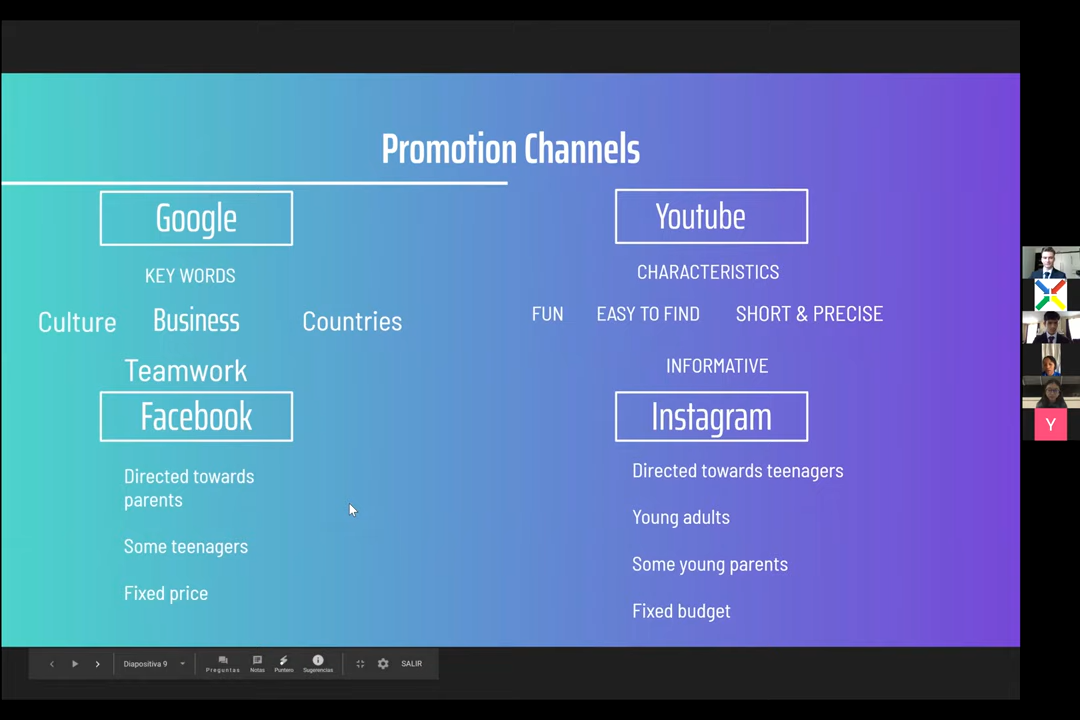 Promotion Channels
Google
KEY WORDS
Culture Business Countries
Teamwork
Facebook
Directed towards
parents
Some teenagers
Fixed price
Youtube
CHARACTERISTICS
FUN EASY TO FIND SHORT & PRECISE
INFORMATIVE
Instagram
Directed towards teenagers
Young adults
Some young parents
Fixed budget
Y
Diapositiva 9 Preguntas Notas Puntero Sugerencias SALIR